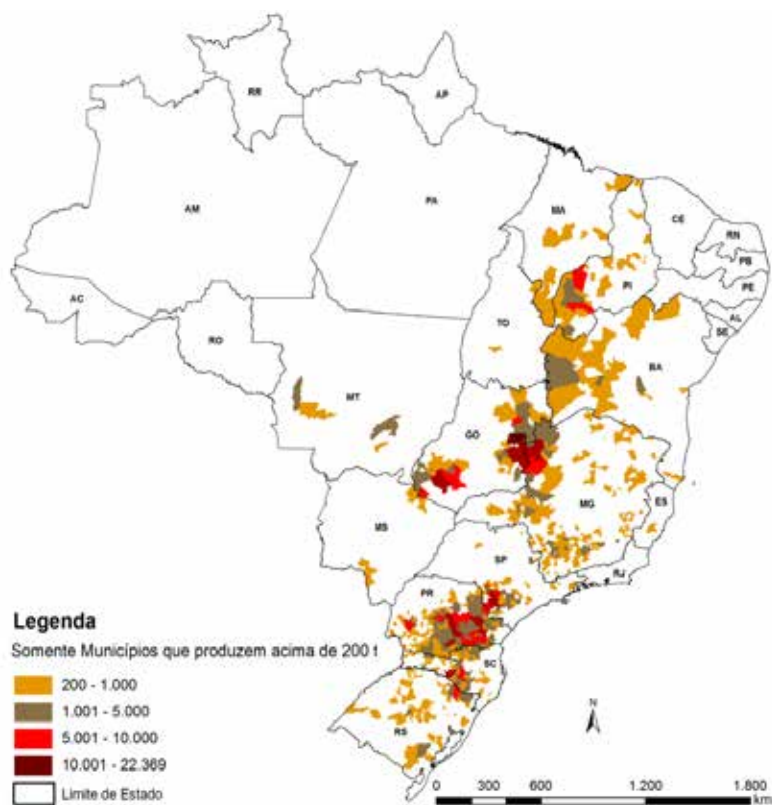 RR
AP
AM
PA
MA
CE
RN
PB
PE
AL
SE
PI
AC
RO
TO
BA
MT
GO
MG
ES
MS
SP
RJ
PR
SC
RS
Legenda
Somente Municípios que produzem acima de 200 t
200 - 1.000
1.001 - 5.000
5.001 - 10.000
10.001 - 22.369
Limite de Estado
N
0 300 600 1.200 1.800
km